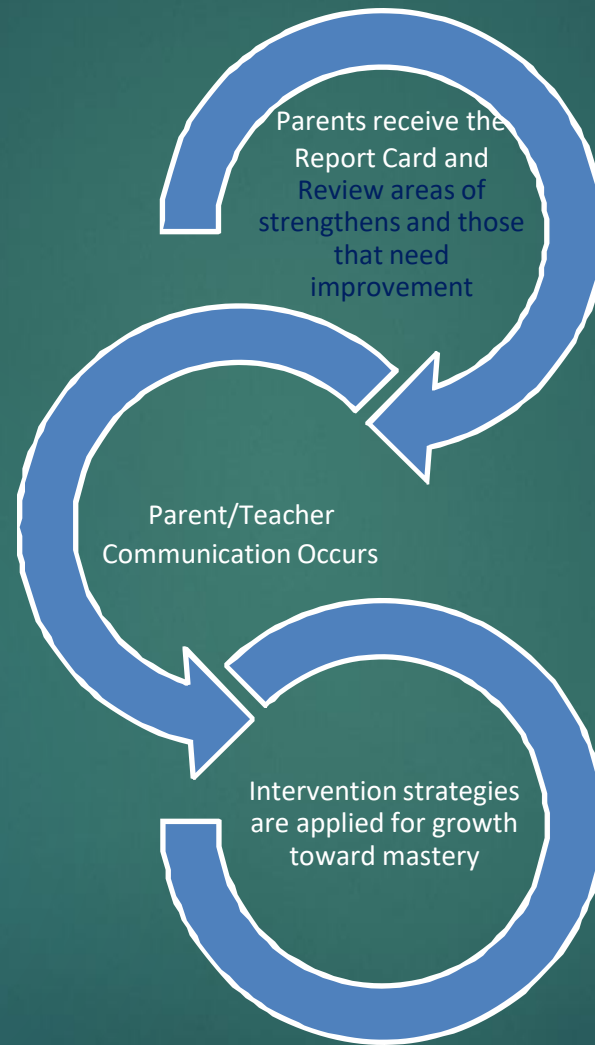 Parents receive the
Report Card and
Review areas of
strengthens and those
that need
improvement
Parent/Teacher
Communication Occurs
Intervention strategies
are applied for growth
toward mastery